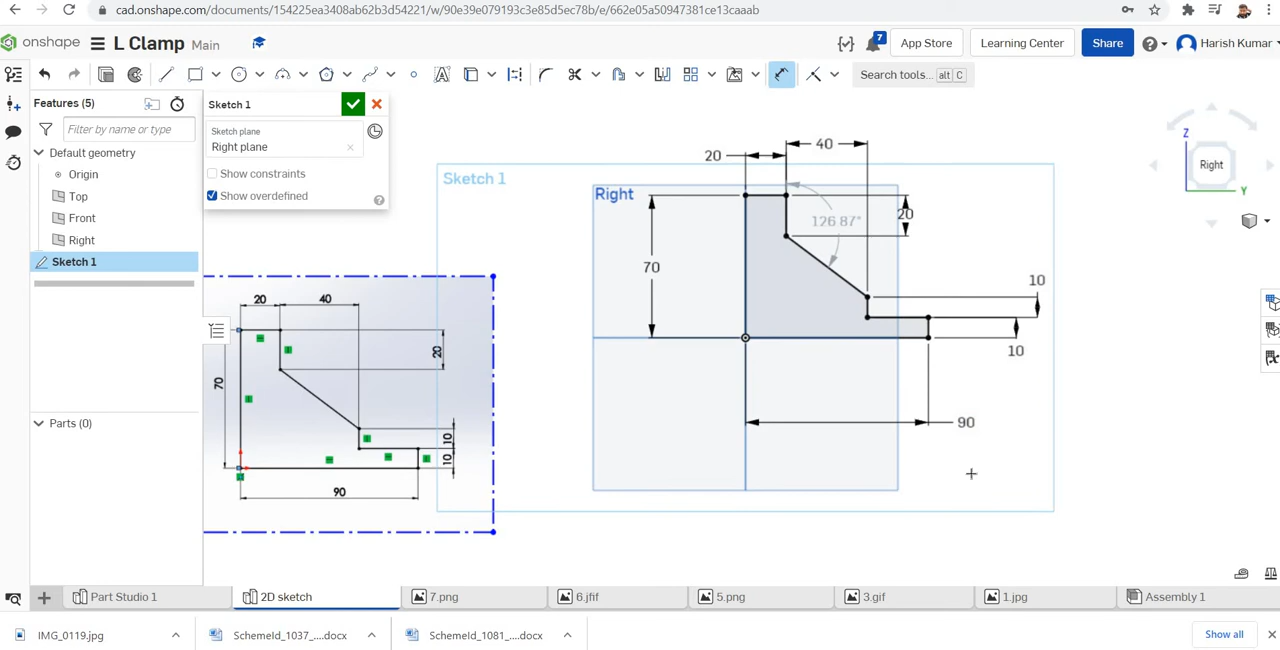 cad.onshape.com/documents/154225ea3408ab62b3d54221/w/90e39e079193c3e85d5ec78b/e/662e05a50947381ce13caaab
onshape
L Clamp Main
7
App Store
Learning Center
Share
Harish Kumar
Search tools... alt C
Features (5)
Filter by name or type
Default geometry
Origin
Top
Front
Right
Sketch 1
Parts (0)
Sketch 1
Sketch plane
Right plane
Show constraints
Show overdefined
Sketch 1
Right
20
40
126.87°
20
70
10
10
90
20
40
20
70
10
10
90
Z
Right
Y
Part Studio 1
2D sketch
7.png
6.jfif
5.png
3.gif
1.jpg
Assembly 1
IMG_0119.jpg
SchemeId_1037_....docx
SchemeId_1081_....docx
Show all